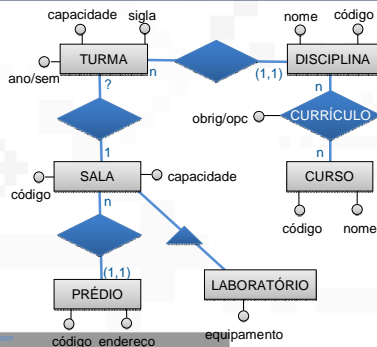 capacidade sigla
nome código
TURMA
n
(1,1)
DISCIPLINA
ano/sem
?
n
obrig/opc
CURRÍCULO
1
n
SALA
capacidade
CURSO
código
n
código nome
(1,1)
PRÉDIO
LABORATÓRIO
código endereço
equipamento